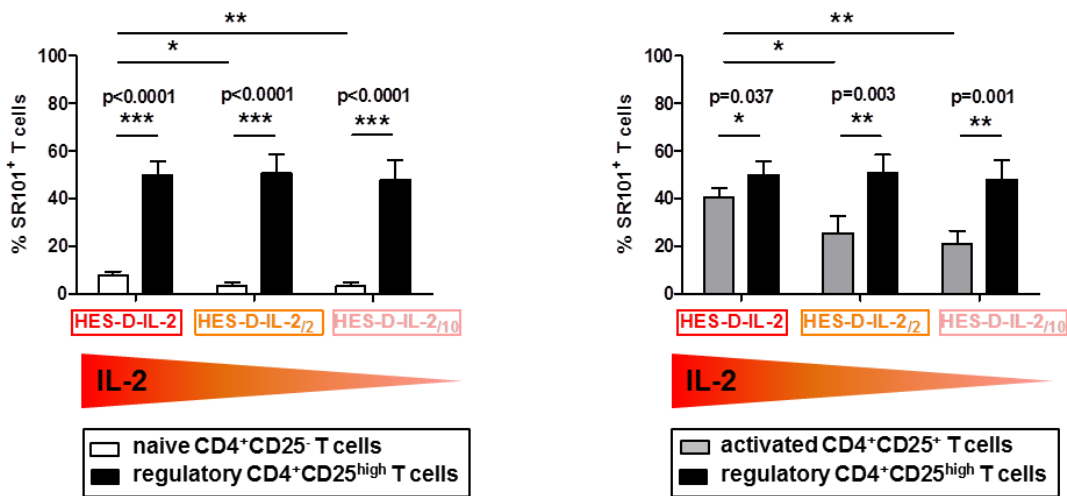 **
*
100
80
60
40
20
0
% SR101⁺ T cells
p<0.0001 p<0.0001 p<0.0001
*** *** ***
HES-D-IL-2 HES-D-IL-2/2 HES-D-IL-2/10
IL-2
naive CD4⁺CD25⁻ T cells
regulatory CD4⁺CD25ʰⁱᵍʰ T cells
**
*
100
80
60
40
20
0
% SR101⁺ T cells
p=0.037 p=0.003 p=0.001
* ** **
HES-D-IL-2 HES-D-IL-2/2 HES-D-IL-2/10
IL-2
activated CD4⁺CD25⁺ T cells
regulatory CD4⁺CD25ʰⁱᵍʰ T cells